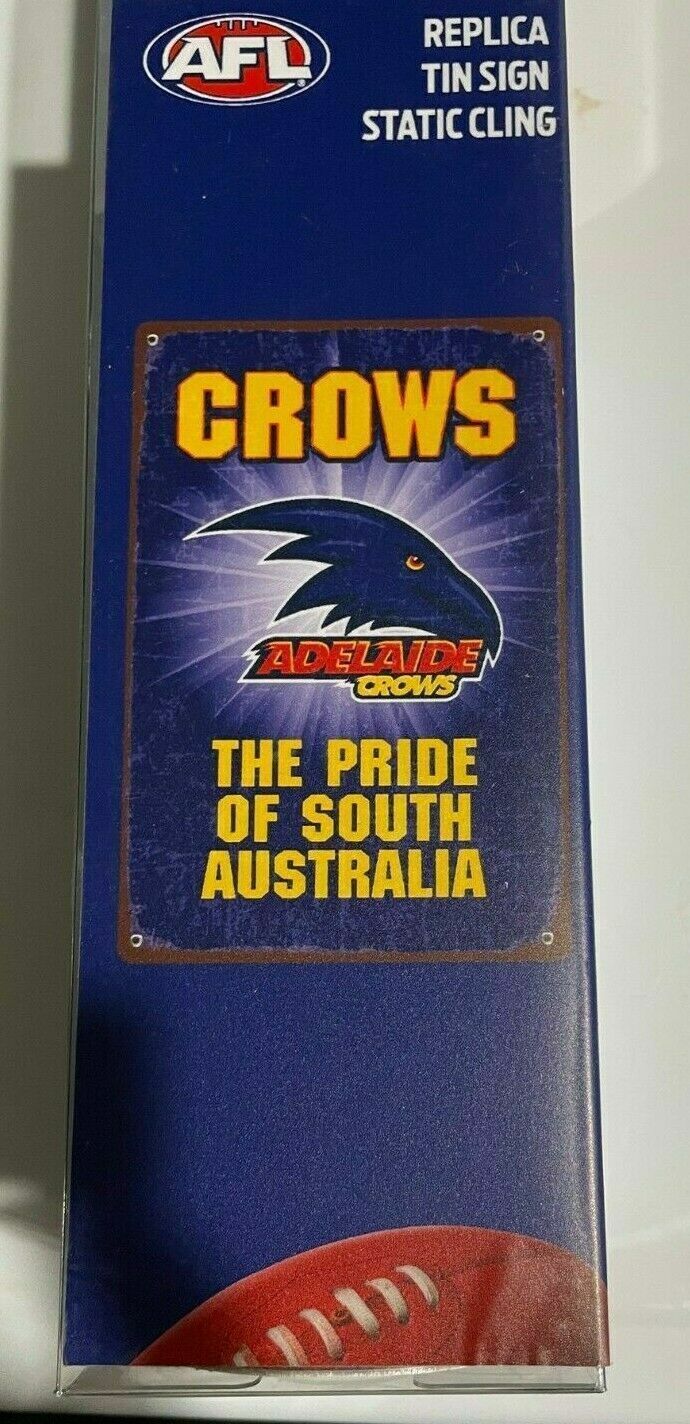 AFL
REPLICA
TIN SIGN
STATIC CLING
CROWS
ADELAIDE
CROWS
THE PRIDE
OF SOUTH
AUSTRALIA